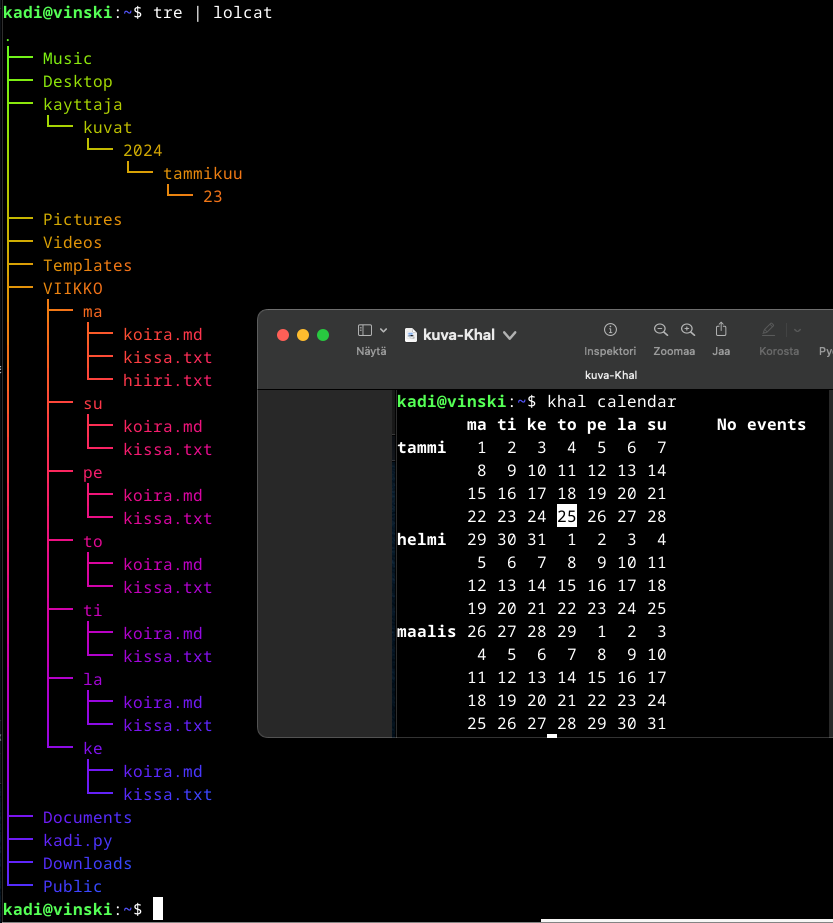 kadi@vinski:~$ tre | lolcat
.
├── Music
├── Desktop
├── kayttaja
│   └── kuvat
│       └── 2024
│           └── tammikuu
│               └── 23
├── Pictures
├── Videos
├── Templates
├── VIIKKO
│   ├── ma
│   │   ├── koira.md
│   │   ├── kissa.txt
│   │   └── hiiri.txt
│   ├── su
│   │   ├── koira.md
│   │   └── kissa.txt
│   ├── pe
│   │   ├── koira.md
│   │   └── kissa.txt
│   ├── to
│   │   ├── koira.md
│   │   └── kissa.txt
│   ├── ti
│   │   ├── koira.md
│   │   └── kissa.txt
│   ├── la
│   │   ├── koira.md
│   │   └── kissa.txt
│   └── ke
│       ├── koira.md
│       └── kissa.txt
├── Documents
├── kadi.py
├── Downloads
└── Public
kadi@vinski:~$
kuva-Khal
Näytä Inspektori Zoomaa Jaa Korosta
kuva-Khal
kadi@vinski:~$ khal calendar
ma ti ke to pe la su No events
tammi 1 2 3 4 5 6 7
8 9 10 11 12 13 14
15 16 17 18 19 20 21
22 23 24 25 26 27 28
helmi 29 30 31 1 2 3 4
5 6 7 8 9 10 11
12 13 14 15 16 17 18
19 20 21 22 23 24 25
maalis 26 27 28 29 1 2 3
4 5 6 7 8 9 10
11 12 13 14 15 16 17
18 19 20 21 22 23 24
25 26 27 28 29 30 31